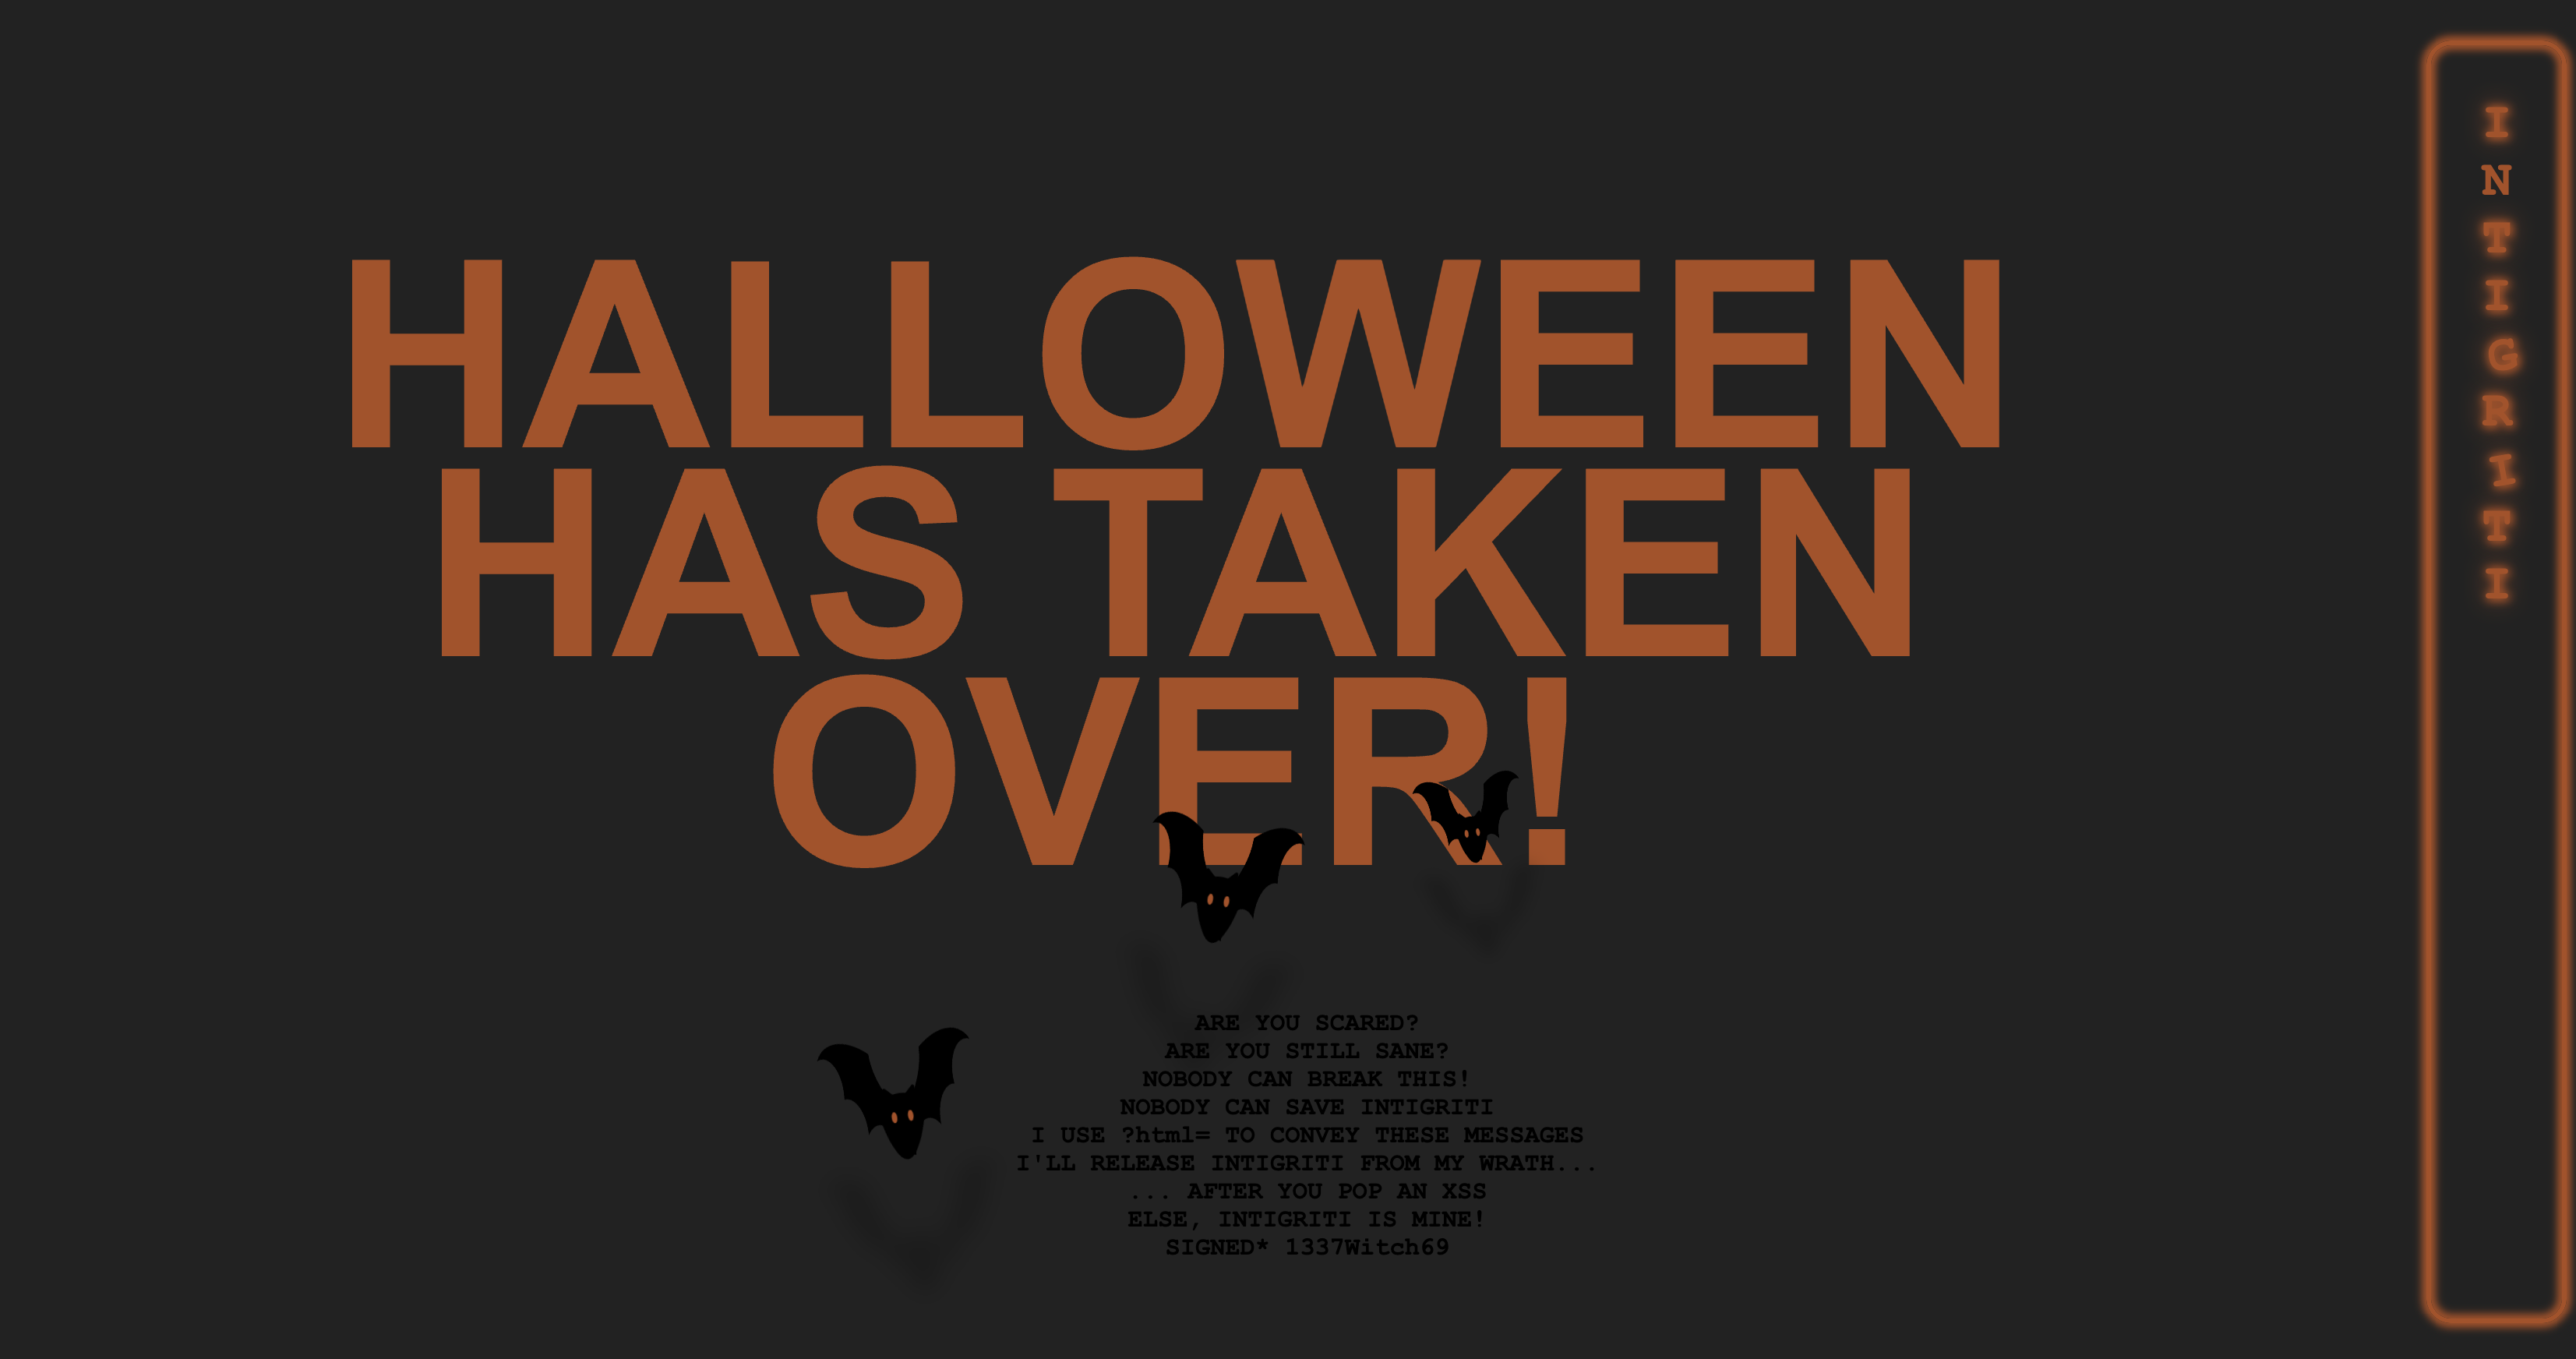 HALLOWEEN
HAS TAKEN
OVER!
ARE YOU SCARED?
ARE YOU STILL SANE?
NOBODY CAN BREAK THIS!
NOBODY CAN SAVE INTIGRITI
I USE ?html= TO CONVEY THESE MESSAGES
I'LL RELEASE INTIGRITI FROM MY WRATH...
... AFTER YOU POP AN XSS
ELSE, INTIGRITI IS MINE!
SIGNED* 1337Witch69
I
N
T
I
G
R
I
T
I